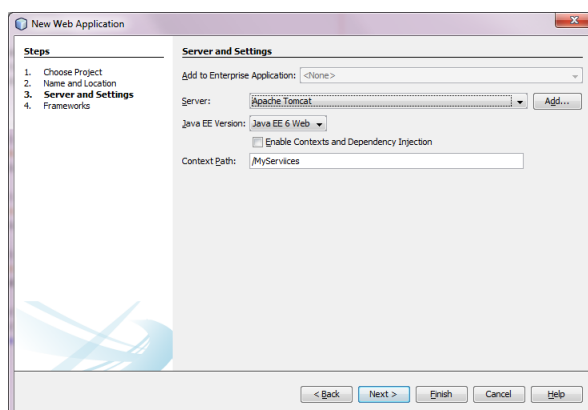 New Web Application
x
Steps
1. Choose Project
2. Name and Location
3. Server and Settings
4. Frameworks
Server and Settings
Add to Enterprise Application: <None>
Server: Apache Tomcat Add...
Java EE Version: Java EE 6 Web
Enable Contexts and Dependency Injection
Context Path: /MyServiices
< Back Next > Finish Cancel Help